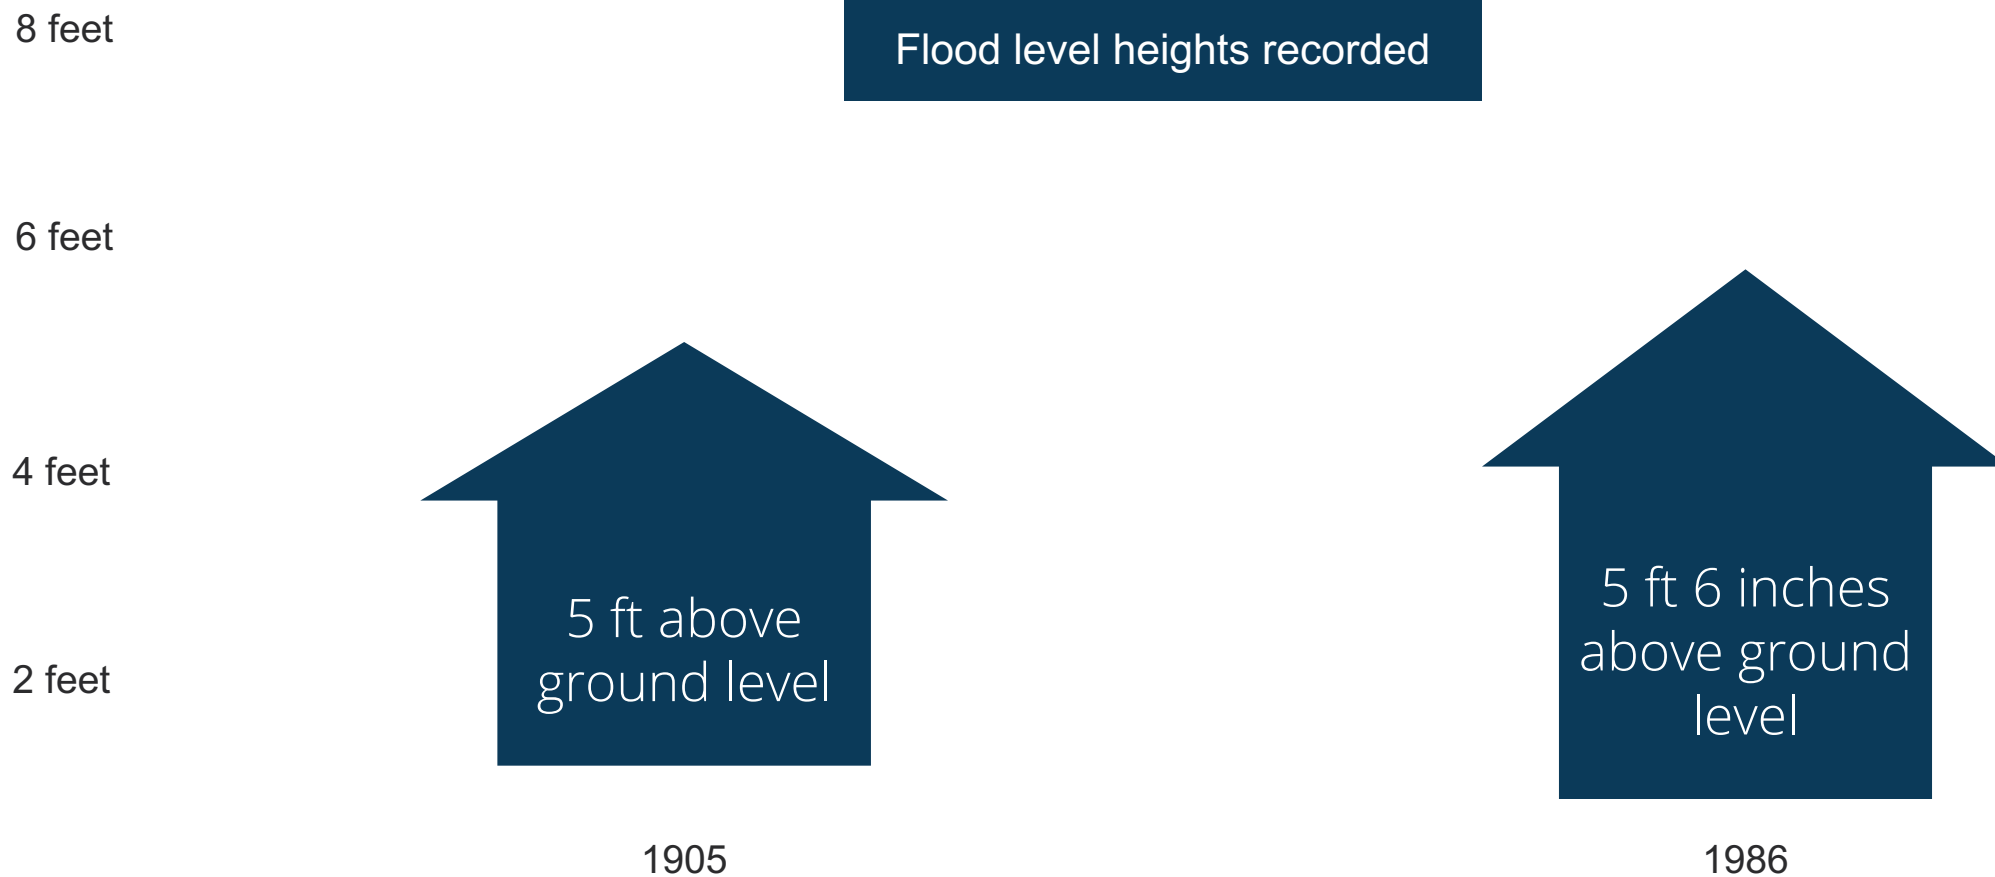 8 feet
Flood level heights recorded
6 feet
4 feet
2 feet
5 ft above
ground level
5 ft 6 inches
above ground
level
1905
1986